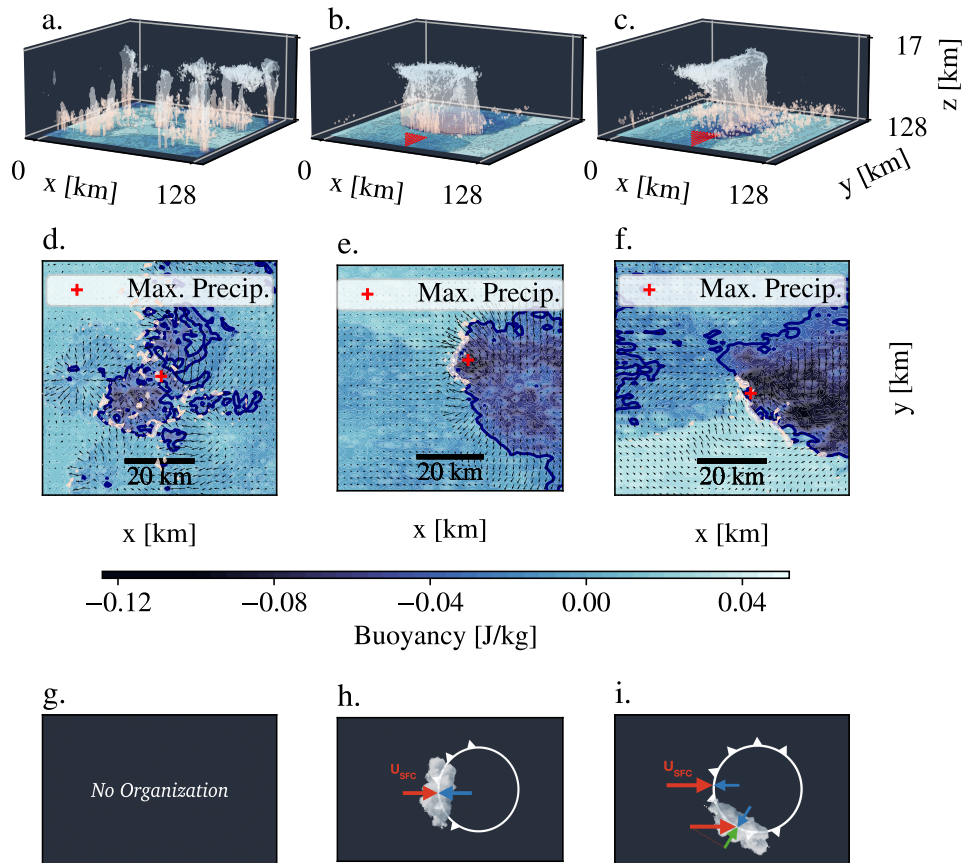 a.
b.
c.
17
z [km]
128
0
x [km]
128
0
x [km]
128
0
x [km]
128
y [km]
d.
e.
f.
Max. Precip.
Max. Precip.
Max. Precip.
20 km
20 km
20 km
y [km]
x [km]
x [km]
x [km]
−0.12
−0.08
−0.04
0.00
0.04
Buoyancy [J/kg]
g.
h.
i.
No Organization
U_SFC
U_SFC